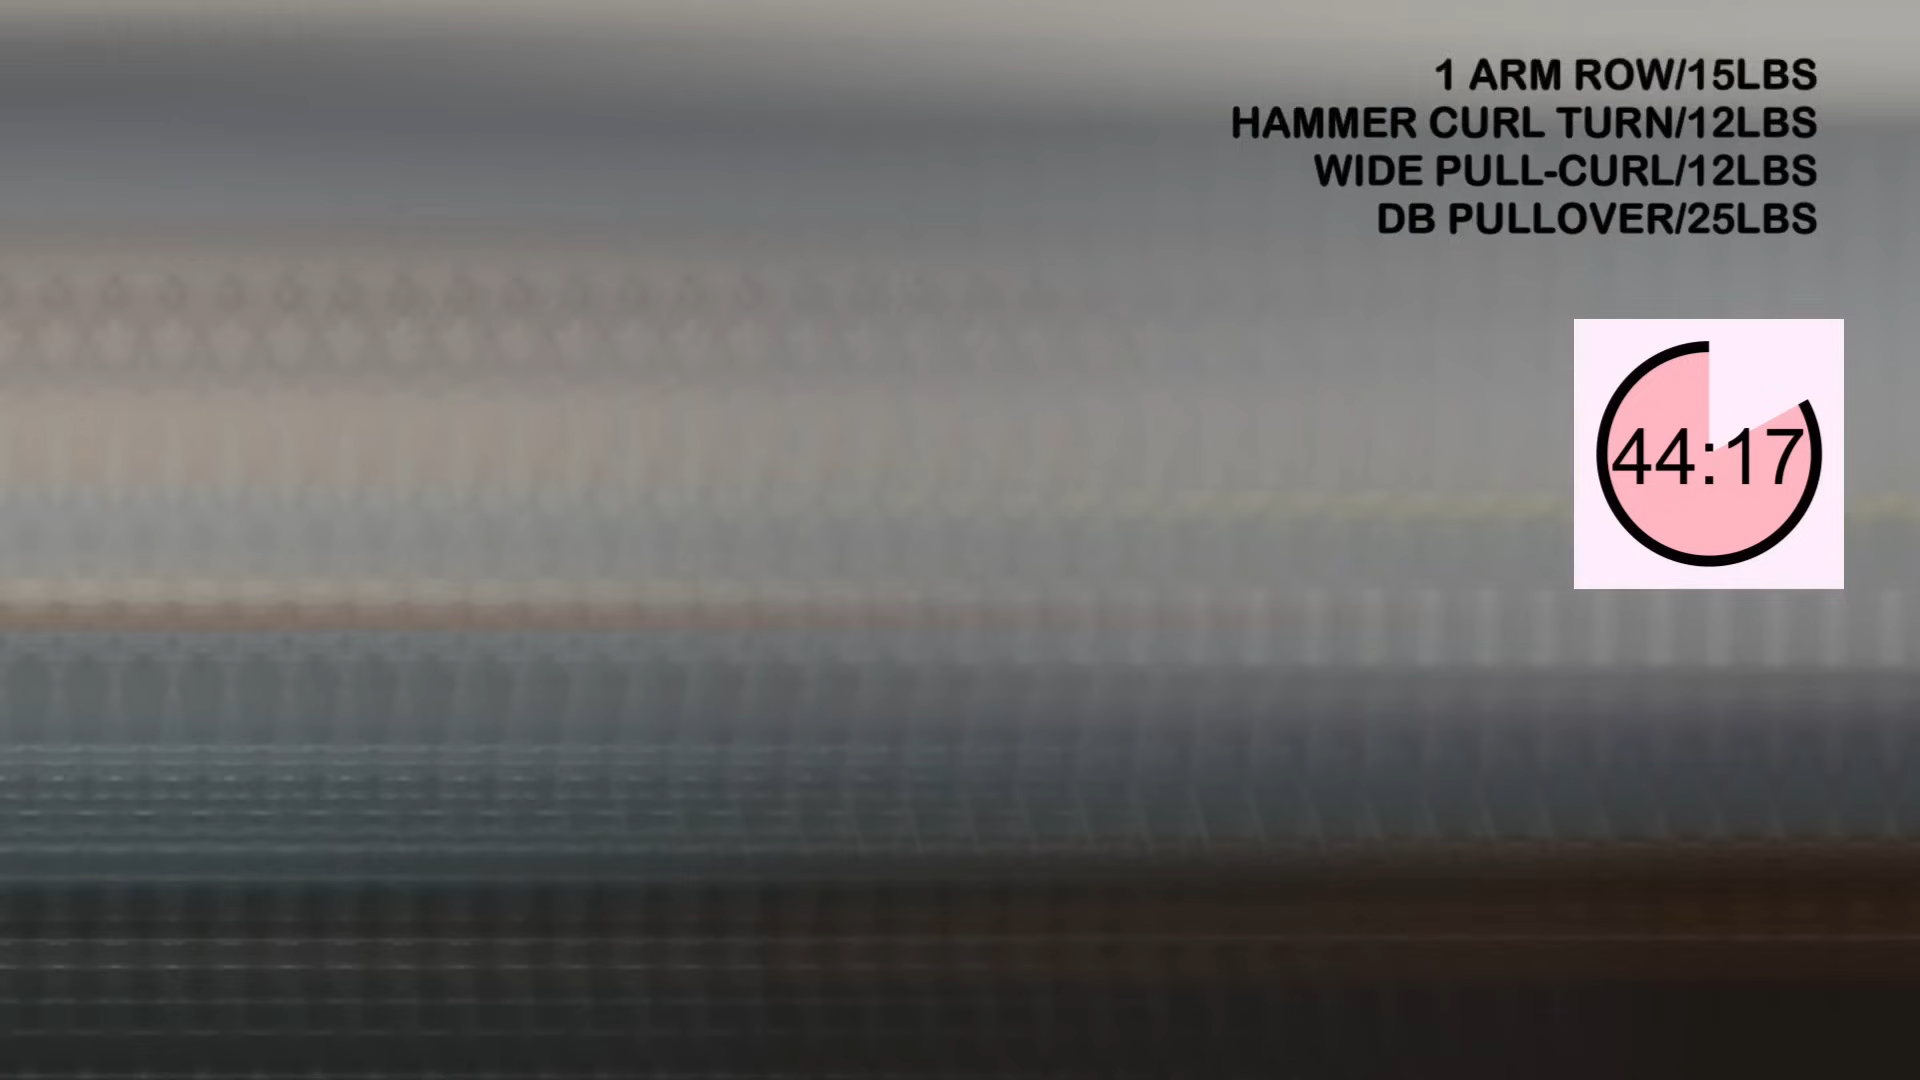 1 ARM ROW/15LBS
HAMMER CURL TURN/12LBS
WIDE PULL-CURL/12LBS
DB PULLOVER/25LBS
44:17